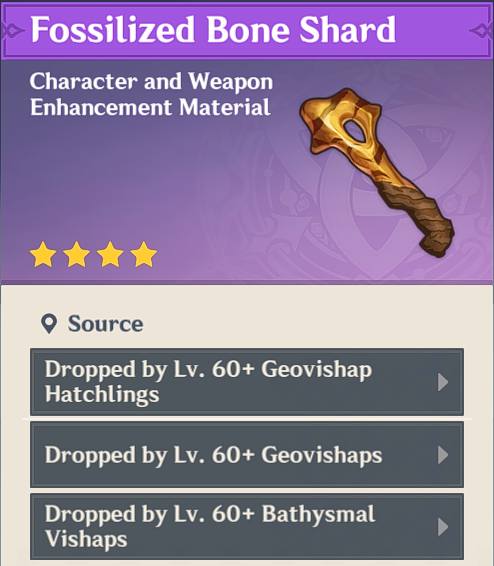 Fossilized Bone Shard
Character and Weapon
Enhancement Material
Source
Dropped by Lv. 60+ Geovishap
Hatchlings
Dropped by Lv. 60+ Geovishaps
Dropped by Lv. 60+ Bathysmal
Vishaps